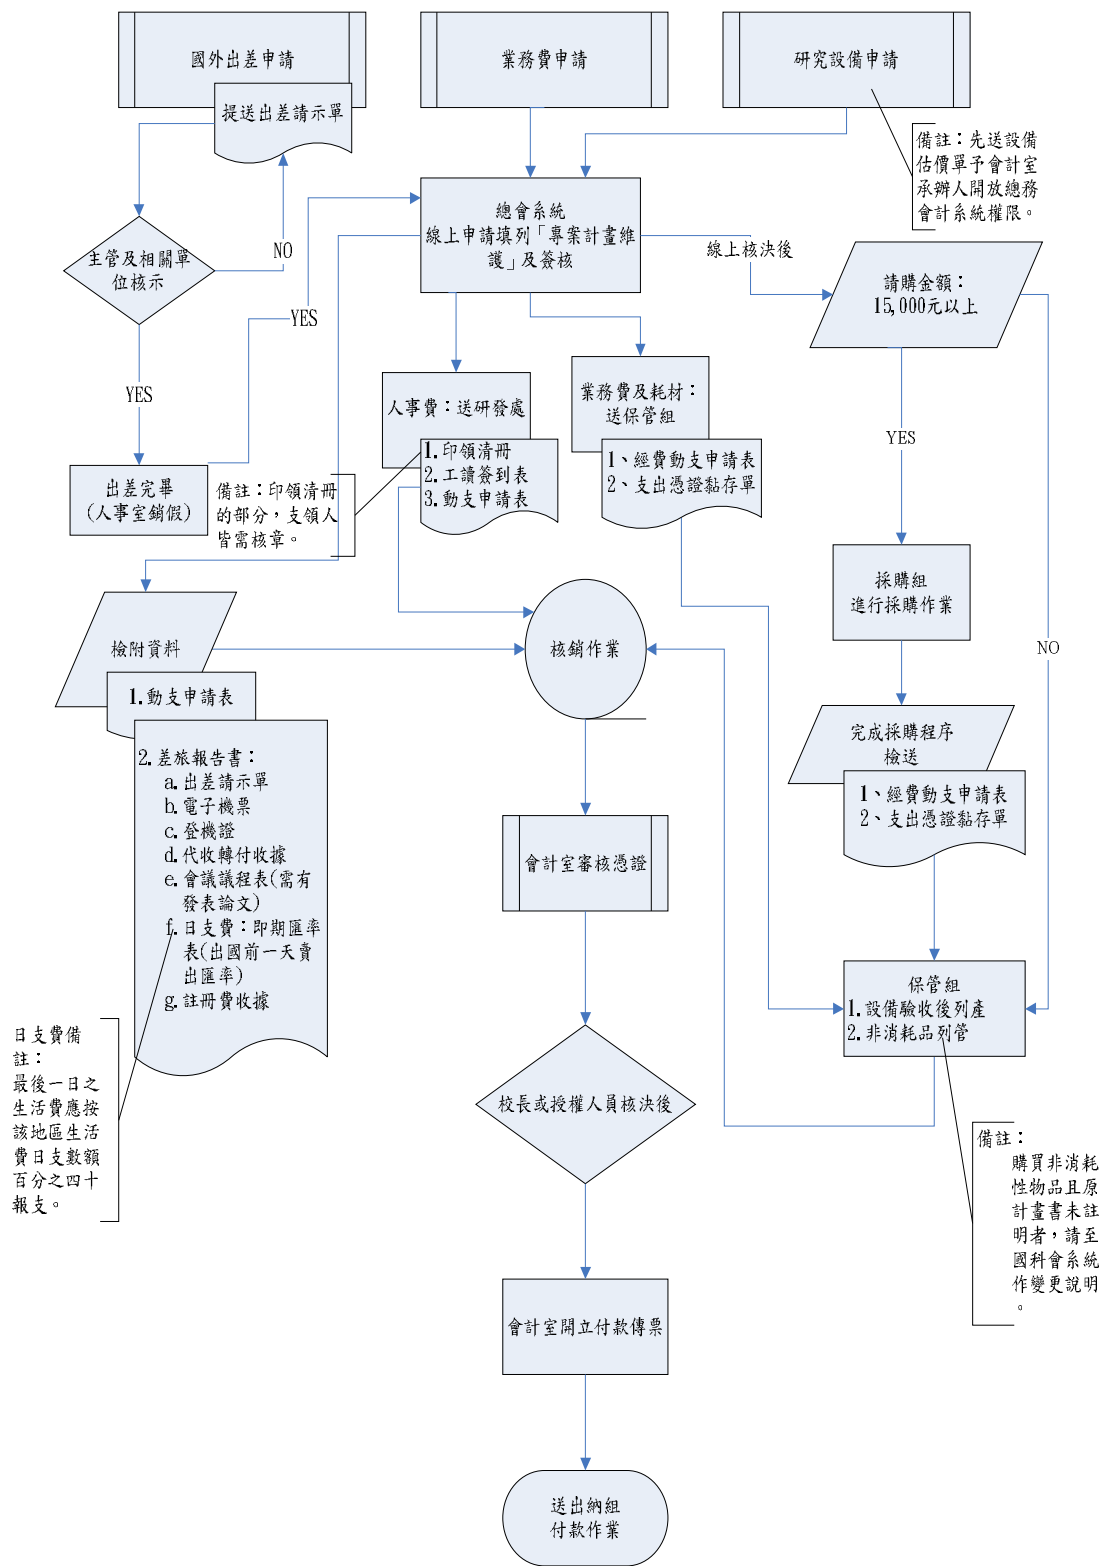 國外出差申請
提送出差請示單
業務費申請
研究設備申請
備註：先送設備
估價單予會計室
承辦人開放總務
會計系統權限。
主管及相關單
位核示
NO
YES
出差完畢
(人事室銷假)
YES
總會系統
線上申請填列「專案計畫維
護」及簽核
線上核決後
請購金額：
15,000元以上
YES
NO
人事費：送研發處
1.印領清冊
2.工讀簽到表
3.動支申請表
備註：印領清冊
的部分，支領人
皆需核章。
業務費及耗材：
送保管組
1、經費動支申請表
2、支出憑證黏存單
採購組
進行採購作業
完成採購程序
檢送
1、經費動支申請表
2、支出憑證黏存單
檢附資料
1.動支申請表
2.差旅報告書：
a.出差請示單
b.電子機票
c.登機證
d.代收轉付收據
e.會議議程表(需有
發表論文)
f.日支費：即期匯率
表(出國前一天賣
出匯率)
g.註冊費收據
日支費備
註：
最後一日之
生活費應按
該地區生活
費日支數額
百分之四十
報支。
核銷作業
會計室審核憑證
保管組
1.設備驗收後列產
2.非消耗品列管
備註：
購買非消耗
性物品且原
計畫書未註
明者，請至
國科會系統
作變更說明
。
校長或授權人員核決後
會計室開立付款傳票
送出納組
付款作業